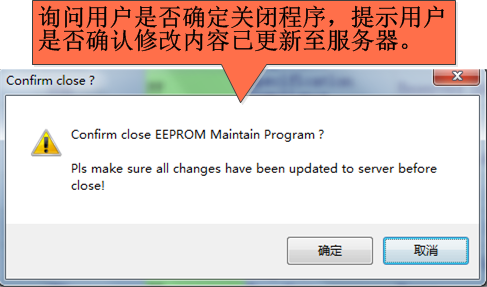 询问用户是否确定关闭程序，提示用户
是否确认修改内容已更新至服务器。
Confirm close ?
Confirm close EEPROM Maintain Program ?
Pls make sure all changes have been updated to server before
close!
确定
取消